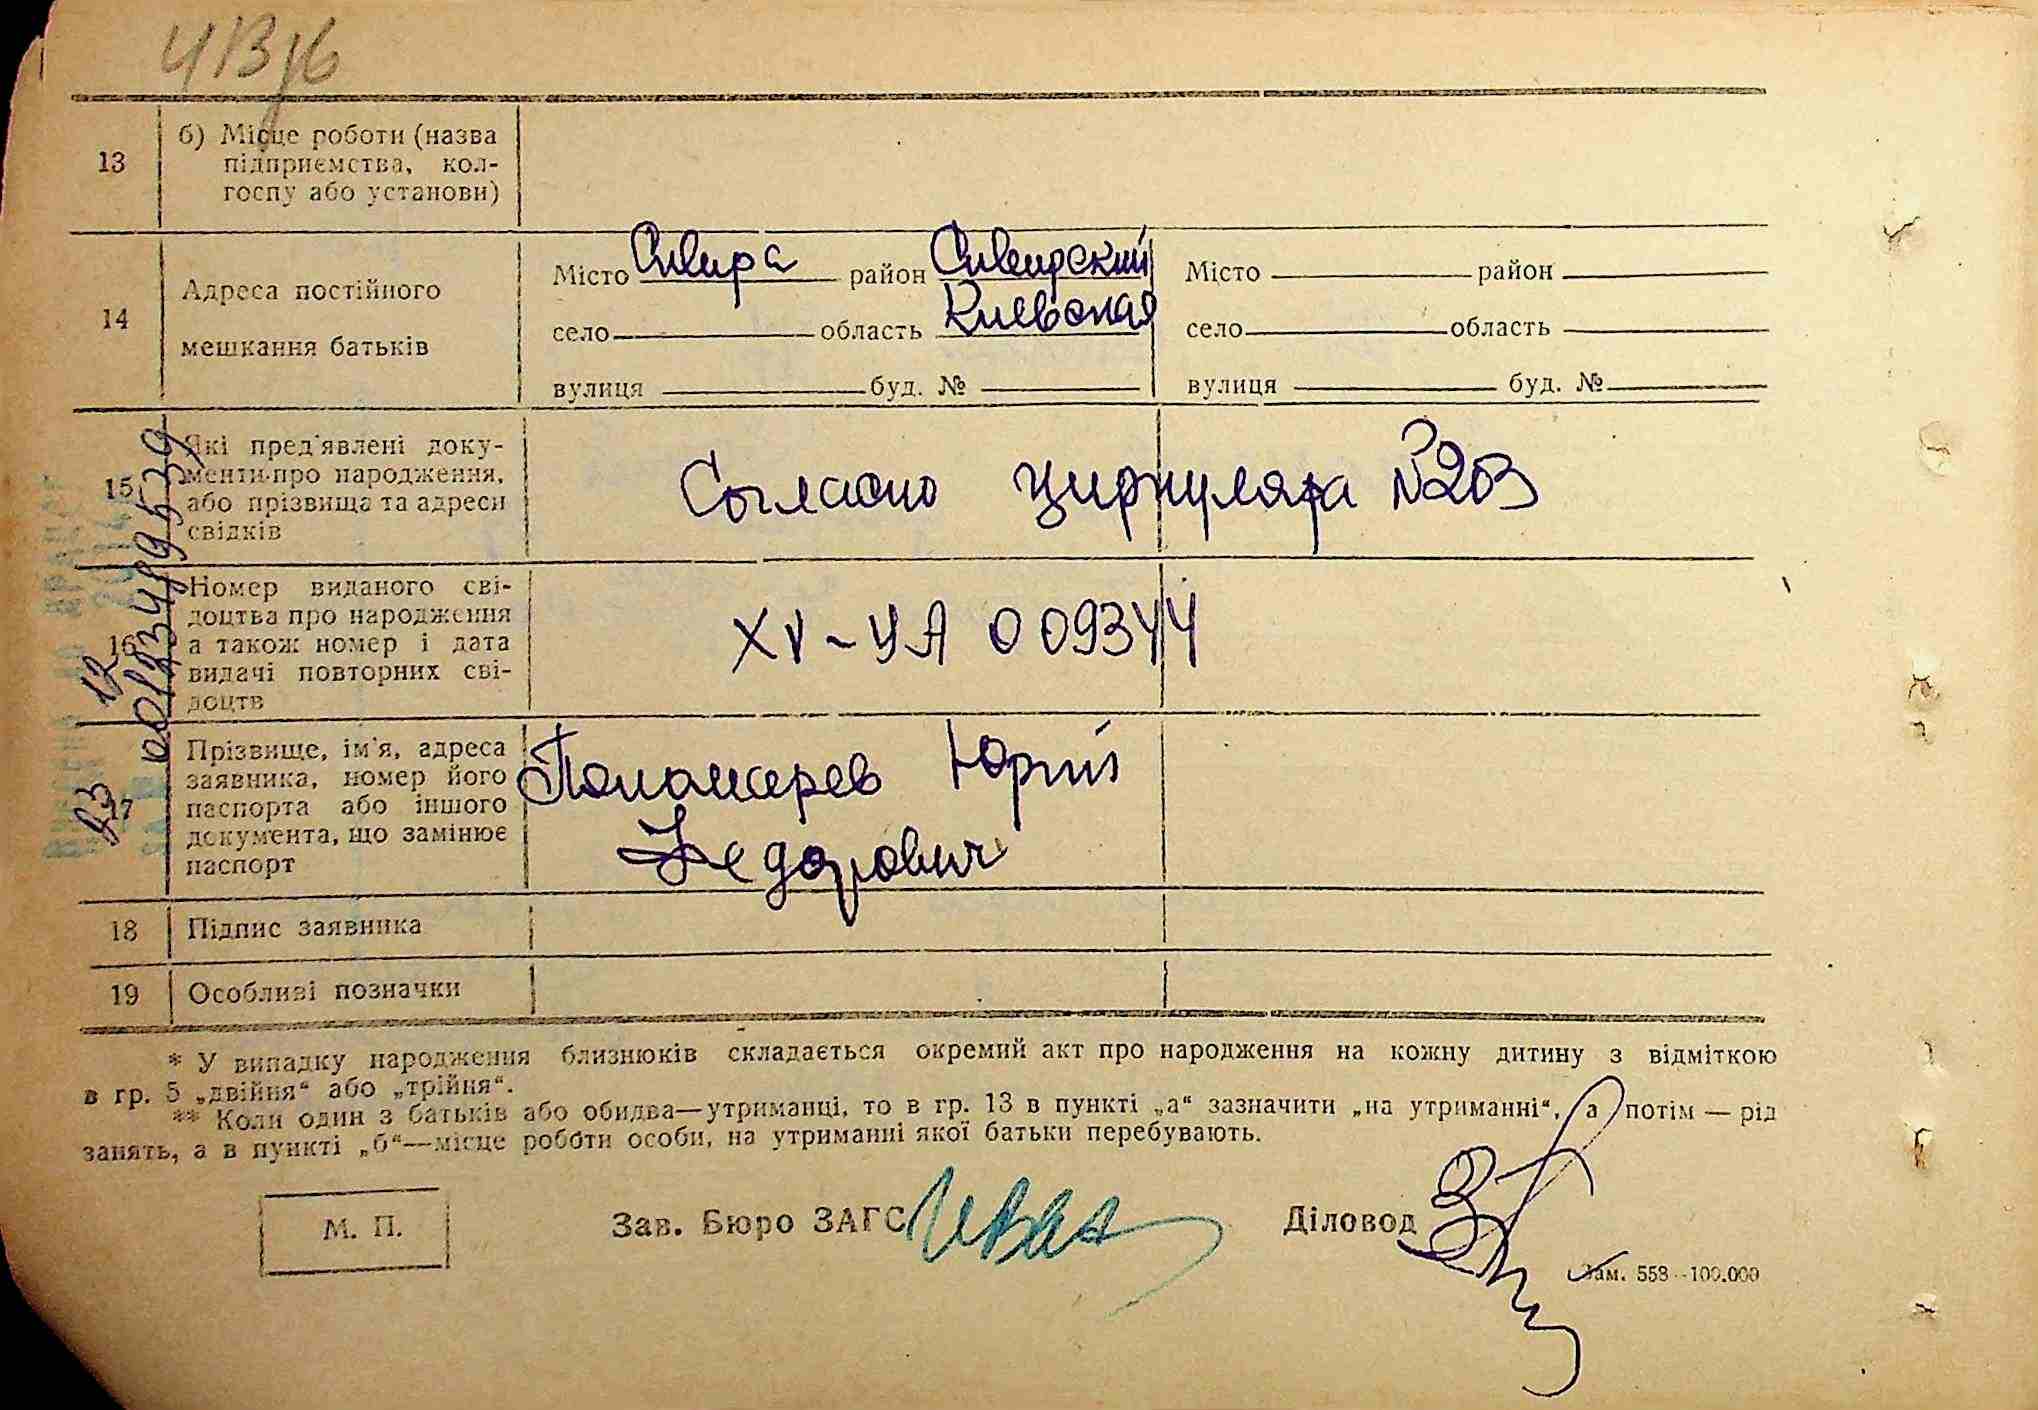 13
б) Місце роботи (назва
підприємства, кол-
госпу або установи)
14
Адреса постійного
мешкання батьків
Місто Сквира район Сквирский
село область Киевская
вулиця буд. №
Місто район
село область
вулиця буд. №
15
Які пред'явлені доку-
менти про народження,
або прізвища та адреси
свідків
Согласно циркуляра №203
16
Номер виданого сві-
доцтва про народження
а також номер і дата
видачі повторних сві-
доцтв
XV-УА 009344
17
Прізвище, ім'я, адреса
заявника, номер його
паспорта або іншого
документа, що замінює
паспорт
Пономарев Юрий
Федорович
18
Підпис заявника
19
Особливі позначки
* У випадку народження близнюків складається окремий акт про народження на кожну дитину з відміткою
в гр. 5 „двійня“ або „трійня“.
** Коли один з батьків або обидва—утриманці, то в гр. 13 в пункті „а“ зазначити „на утриманні“, а потім — рід
занять, а в пункті „б“—місце роботи особи, на утриманні якої батьки перебувають.
М. П.
Зав. Бюро ЗАГС
Діловод
Зам. 558--100.000